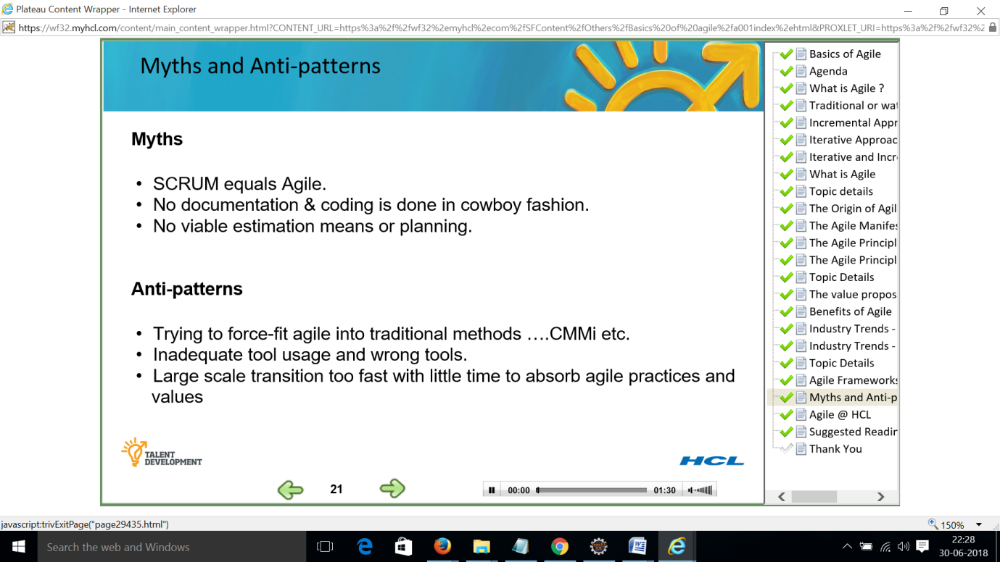 Plateau Content Wrapper - Internet Explorer
https://wf32.myhcl.com/content/main_content_wrapper.html?CONTENT_URL=https%3a%2f%2fwf32%2emyhcl%2ecom%2fSFContent%2fOthers%2fBasics%20of%20agile%2fa001index%2ehtml&PROXLET_URI=https%3a%2f%2fwf32%2
Myths and Anti-patterns
Myths
• SCRUM equals Agile.
• No documentation & coding is done in cowboy fashion.
• No viable estimation means or planning.
Anti-patterns
• Trying to force-fit agile into traditional methods ….CMMi etc.
• Inadequate tool usage and wrong tools.
• Large scale transition too fast with little time to absorb agile practices and
values
TALENT
DEVELOPMENT
HCL
21
00:00
01:30
Basics of Agile
Agenda
What is Agile ?
Traditional or wat
Incremental Appr
Iterative Approac
Iterative and Incr
What is Agile
Topic details
The Origin of Agil
The Agile Manifes
The Agile Principl
The Agile Principl
Topic Details
The value propos
Benefits of Agile
Industry Trends -
Industry Trends -
Topic Details
Agile Frameworks
Myths and Anti-p
Agile @ HCL
Suggested Readin
Thank You
javascript:trivExitPage("page29435.html")
150%
Search the web and Windows
22:28
30-06-2018